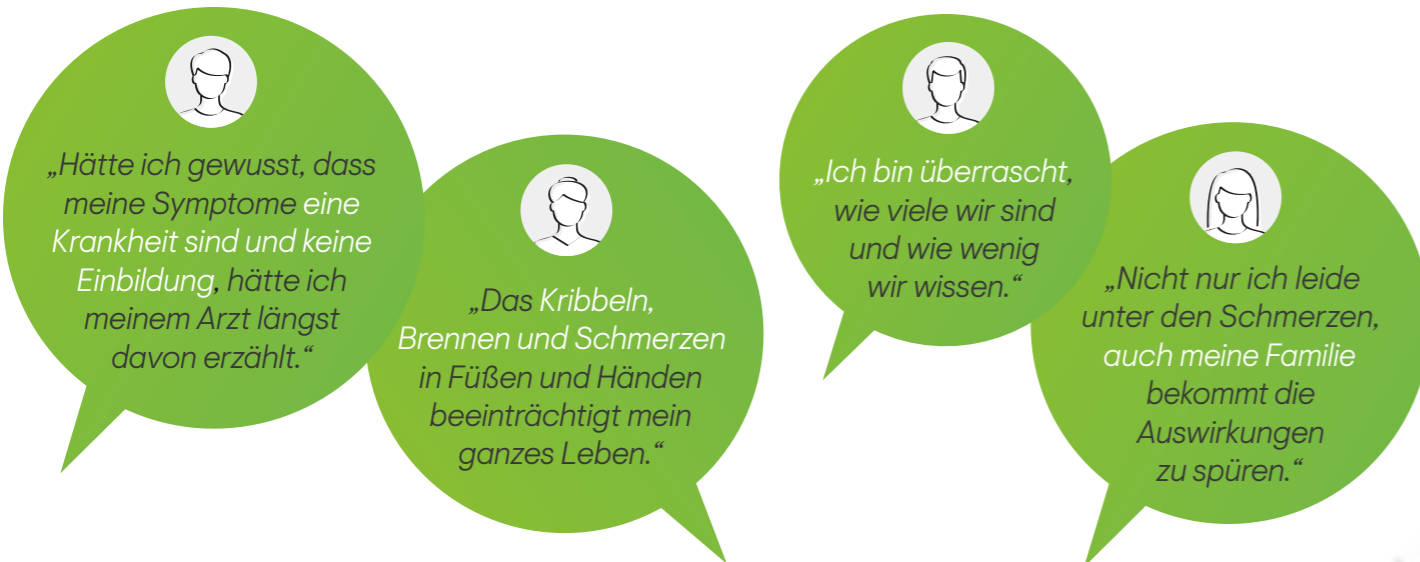 „Hätte ich gewusst, dass
meine Symptome eine
Krankheit sind und keine
Einbildung, hätte ich
meinem Arzt längst
davon erzählt.“
„Das Kribbeln,
Brennen und Schmerzen
in Füßen und Händen
beeinträchtigt mein
ganzes Leben.“
„Ich bin überrascht,
wie viele wir sind
und wie wenig
wir wissen.“
„Nicht nur ich leide
unter den Schmerzen,
auch meine Familie
bekommt die
Auswirkungen
zu spüren.“